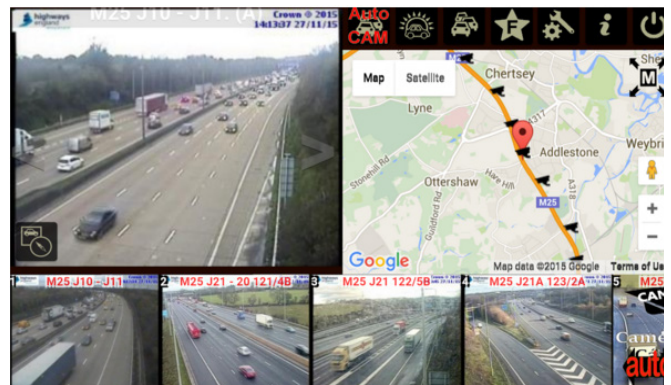 highways
england
M25 J10 - J11. (A)
Crown © 2015
14:13:37 27/11/15
Auto
CAM
F
i
Map
Satellite
M
Chertsey
Lyne
A317
Addlestone
Weybri
Stonehill Rd
Ottershaw
Hare Hill
Guildford Rd
A318
M25
+
−
Google
Map data ©2015 Google
Terms of Use
1
M25 J10 - J11
2
M25 J21 - 20 121/4B
3
M25 J21 122/5B
4
M25 J21A 123/2A
5
M25
CAM
Came
auto